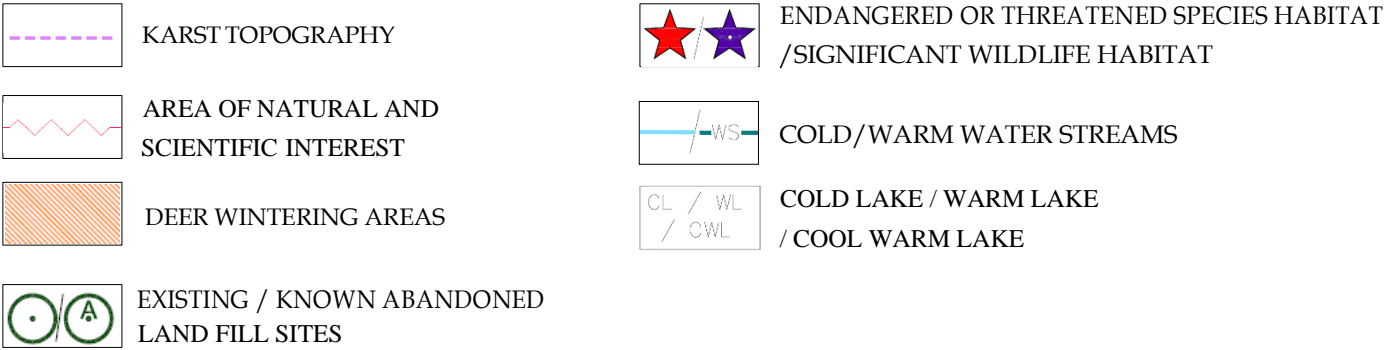 KARST TOPOGRAPHY
AREA OF NATURAL AND
SCIENTIFIC INTEREST
DEER WINTERING AREAS
A
EXISTING / KNOWN ABANDONED
LAND FILL SITES
ENDANGERED OR THREATENED SPECIES HABITAT
/SIGNIFICANT WILDLIFE HABITAT
WS
COLD/WARM WATER STREAMS
CL / WL
/ CWL
COLD LAKE / WARM LAKE
/ COOL WARM LAKE